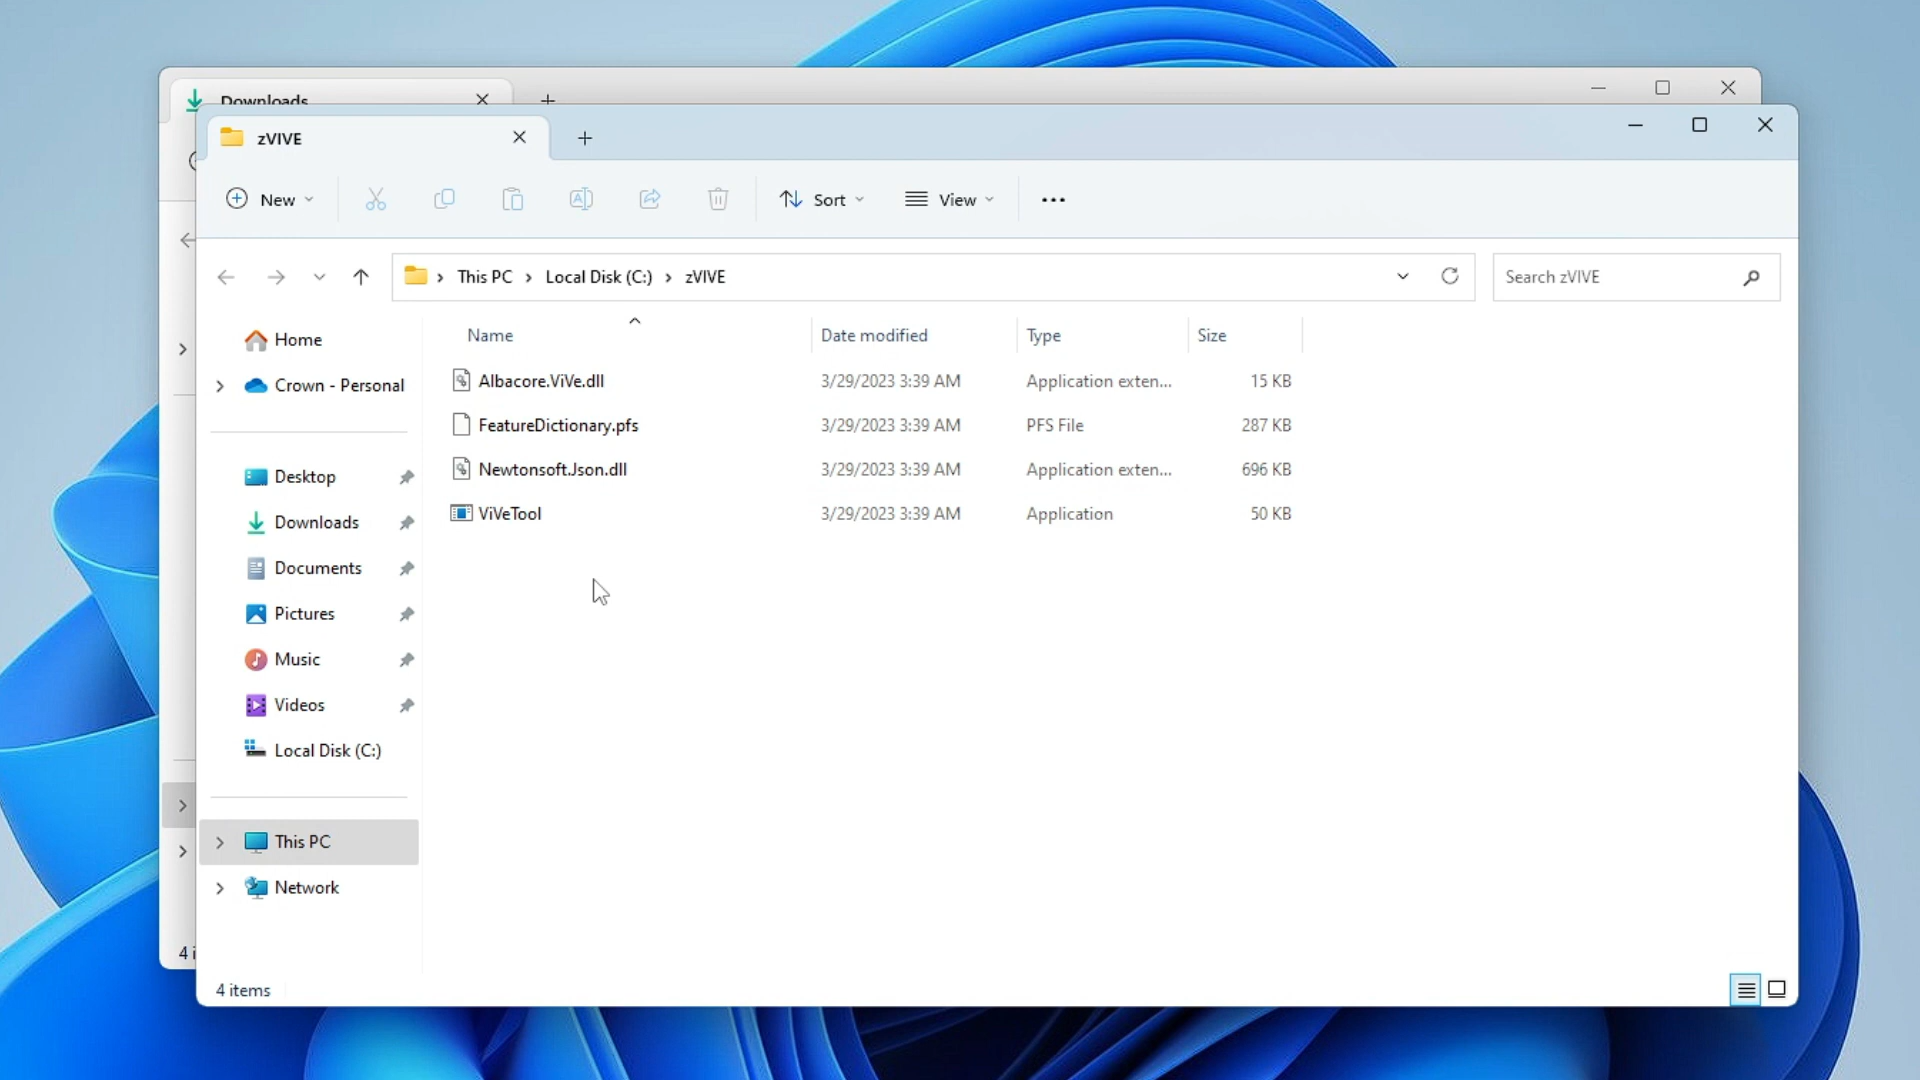 Downloads
zVIVE
New
Sort
View
This PC
Local Disk (C:)
zVIVE
Search zVIVE
Home
Crown - Personal
Desktop
Downloads
Documents
Pictures
Music
Videos
Local Disk (C:)
This PC
Network
Name Date modified Type Size
Albacore.ViVe.dll 3/29/2023 3:39 AM Application exten... 15 KB
FeatureDictionary.pfs 3/29/2023 3:39 AM PFS File 287 KB
Newtonsoft.Json.dll 3/29/2023 3:39 AM Application exten... 696 KB
ViVeTool 3/29/2023 3:39 AM Application 50 KB
4 i
4 items